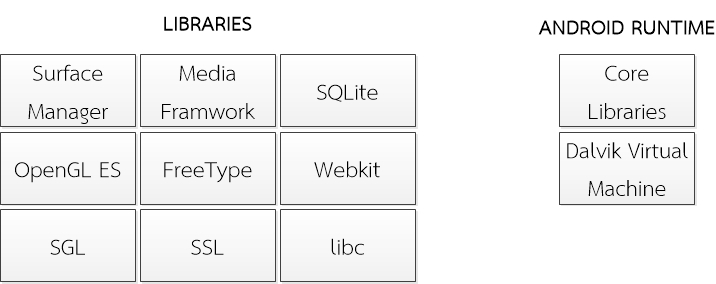 LIBRARIES
Surface
Manager
Media
Framwork
SQLite
OpenGL ES
FreeType
Webkit
SGL
SSL
libc
ANDROID RUNTIME
Core
Libraries
Dalvik Virtual
Machine